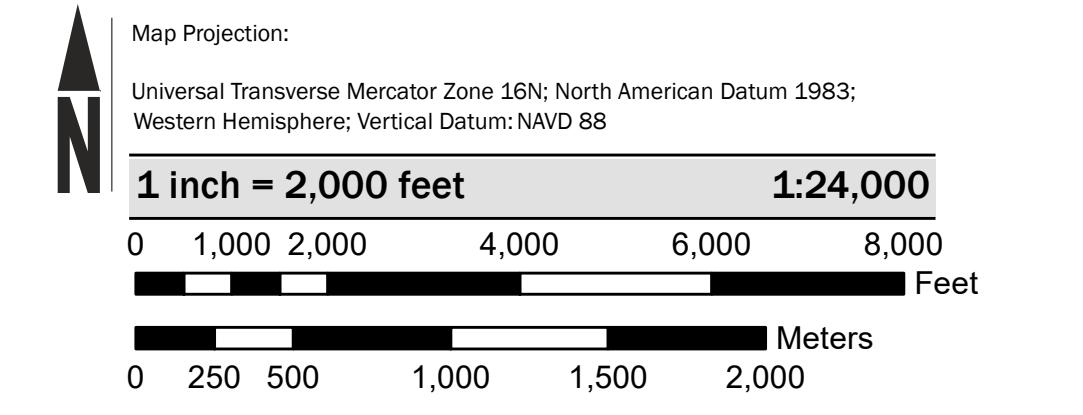 N
Map Projection:
Universal Transverse Mercator Zone 16N; North American Datum 1983;
Western Hemisphere; Vertical Datum: NAVD 88
1 inch = 2,000 feet 1:24,000
0 1,000 2,000 4,000 6,000 8,000
Feet
Meters
0 250 500 1,000 1,500 2,000